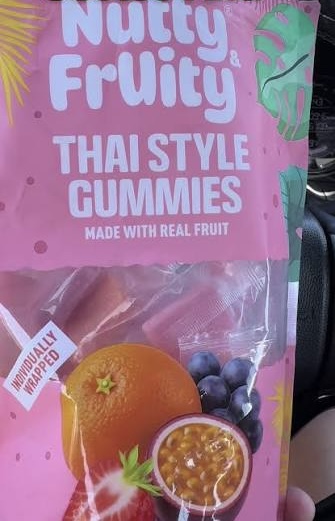 Nutty
&
Fruity
THAI STYLE
GUMMIES
MADE WITH REAL FRUIT
INDIVIDUALLY
WRAPPED